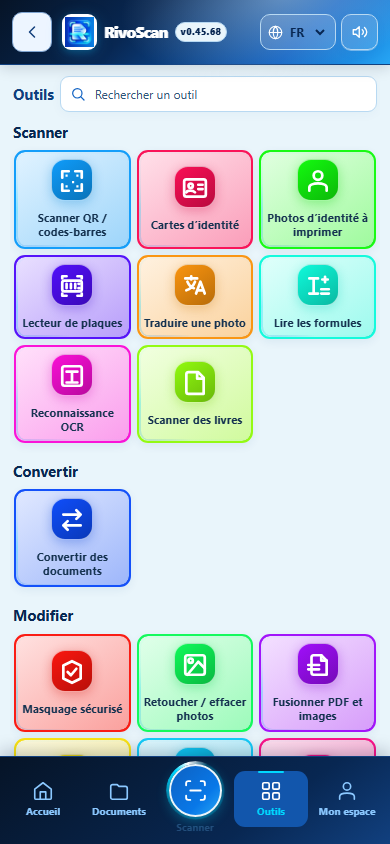 RivoScan v0.45.68 FR
Outils Rechercher un outil
Scanner
Scanner QR /
codes-barres
Cartes d'identité
Photos d'identité à
imprimer
Lecteur de plaques
Traduire une photo
Lire les formules
Reconnaissance
OCR
Scanner des livres
Convertir
Convertir des
documents
Modifier
Masquage sécurisé
Retoucher / effacer
photos
Fusionner PDF et
images
Accueil
Documents
Scanner
Outils
Mon espace